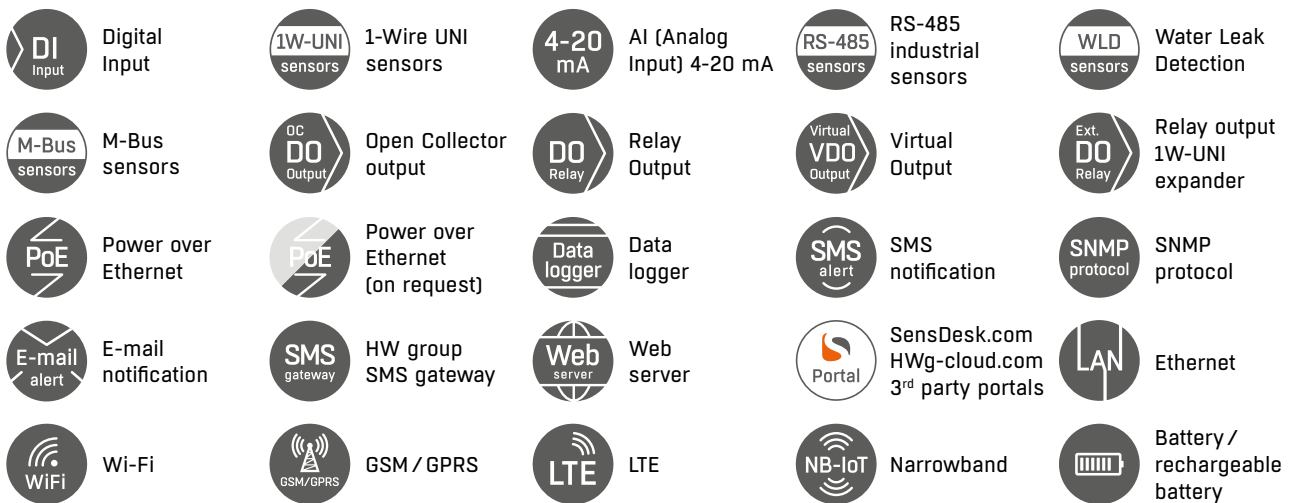 DI
Input
Digital
Input
1W-UNI
sensors
1-Wire UNI
sensors
4-20
mA
AI (Analog
Input) 4-20 mA
RS-485
sensors
RS-485
industrial
sensors
WLD
sensors
Water Leak
Detection
M-Bus
sensors
M-Bus
sensors
OC
DO
Output
Open Collector
output
DO
Relay
Relay
Output
Virtual
VDO
Output
Virtual
Output
Ext.
DO
Relay
Relay output
1W-UNI
expander
PoE
Power over
Ethernet
PoE
Power over
Ethernet
(on request)
Data
logger
Data
logger
SMS
alert
SMS
notification
SNMP
protocol
SNMP
protocol
E-mail
alert
E-mail
notification
SMS
gateway
HW group
SMS gateway
Web
server
Web
server
Portal
SensDesk.com
HWg-cloud.com
3rd party portals
LAN
Ethernet
WiFi
Wi-Fi
GSM/GPRS
GSM / GPRS
LTE
LTE
NB-IoT
Narrowband
Battery /
rechargeable
battery